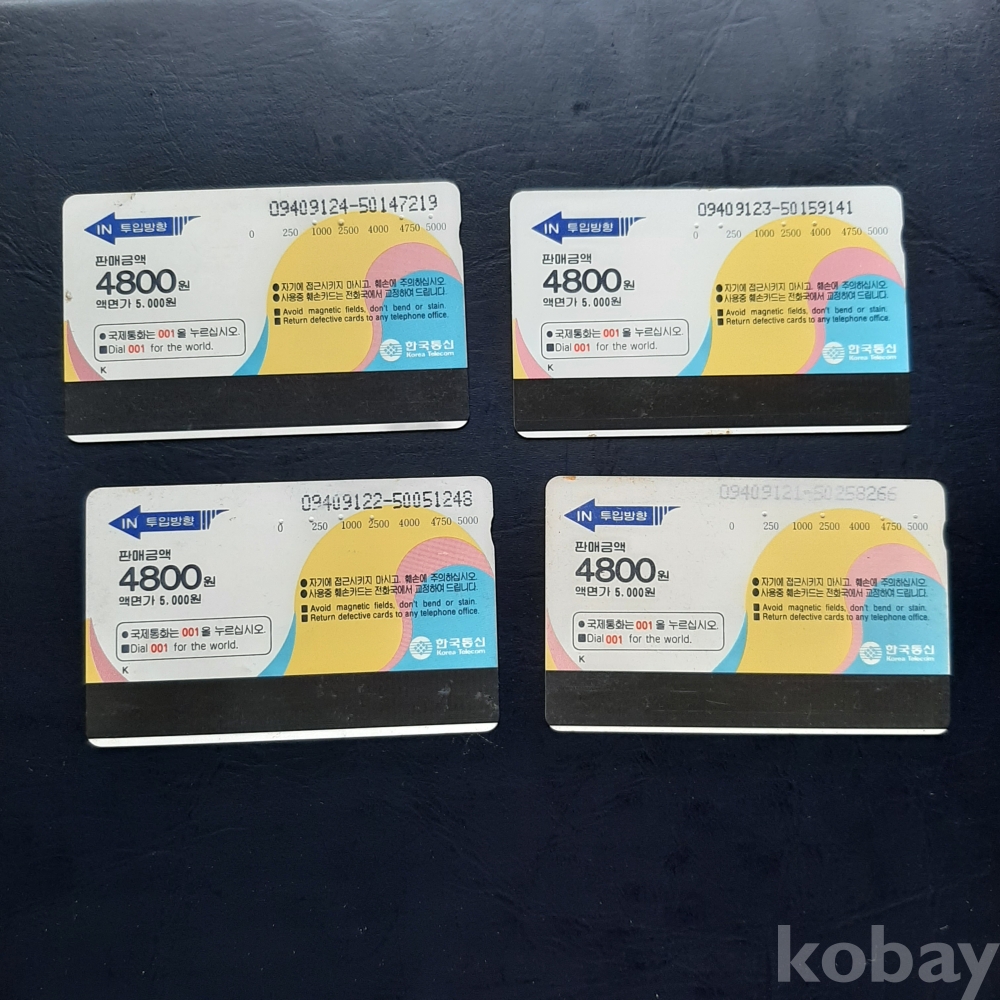 09409124-50147219
IN 투입방향
0 250 1000 2500 4000 4750 5000
판매금액
4800원
액면가 5.000원
● 자기에 접근시키지 마시고, 훼손에 주의하십시오.
● 사용중 훼손카드는 전화국에서 교정하여 드립니다.
■ Avoid magnetic fields, don't bend or stain.
■ Return defective cards to any telephone office.
● 국제통화는 001을 누르십시오.
■ Dial 001 for the world.
한국통신
Korea Telecom
K
09409123-50159141
IN 투입방향
0 250 1000 2500 4000 4750 5000
판매금액
4800원
액면가 5.000원
● 자기에 접근시키지 마시고, 훼손에 주의하십시오.
● 사용중 훼손카드는 전화국에서 교정하여 드립니다.
■ Avoid magnetic fields, don't bend or stain.
■ Return defective cards to any telephone office.
● 국제통화는 001을 누르십시오.
■ Dial 001 for the world.
한국통신
Korea Telecom
K
09409122-50051248
IN 투입방향
0 250 1000 2500 4000 4750 5000
판매금액
4800원
액면가 5.000원
● 자기에 접근시키지 마시고, 훼손에 주의하십시오.
● 사용중 훼손카드는 전화국에서 교정하여 드립니다.
■ Avoid magnetic fields, don't bend or stain.
■ Return defective cards to any telephone office.
● 국제통화는 001을 누르십시오.
■ Dial 001 for the world.
한국통신
Korea Telecom
K
09409121-50258266
IN 투입방향
0 250 1000 2500 4000 4750 5000
판매금액
4800원
액면가 5.000원
● 자기에 접근시키지 마시고, 훼손에 주의하십시오.
● 사용중 훼손카드는 전화국에서 교정하여 드립니다.
■ Avoid magnetic fields, don't bend or stain.
■ Return defective cards to any telephone office.
● 국제통화는 001을 누르십시오.
■ Dial 001 for the world.
한국통신
Korea Telecom
K
kobay